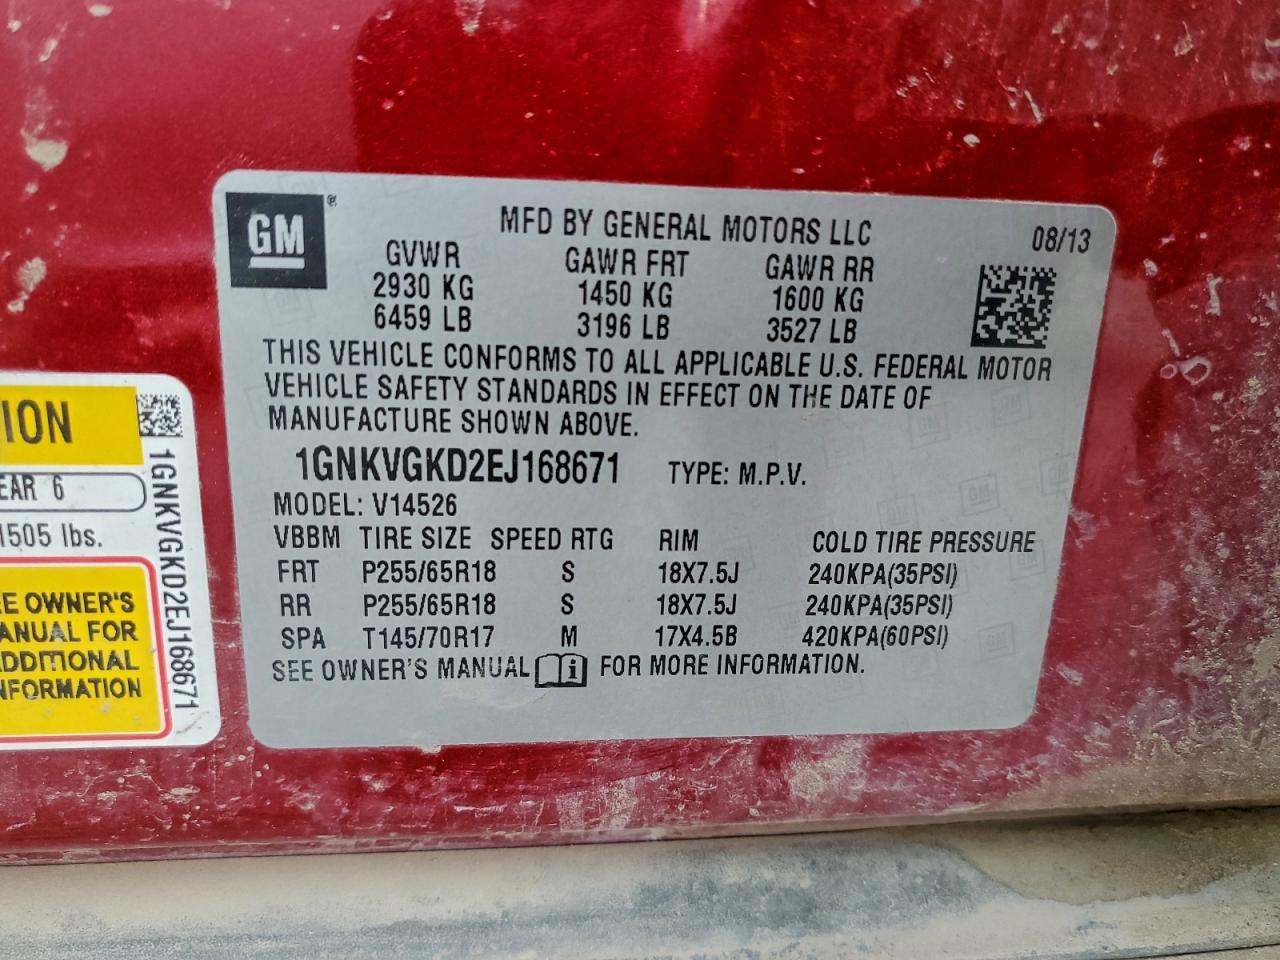 GM®
MFD BY GENERAL MOTORS LLC
08/13
GVWR GAWR FRT GAWR RR
2930 KG 1450 KG 1600 KG
6459 LB 3196 LB 3527 LB
THIS VEHICLE CONFORMS TO ALL APPLICABLE U.S. FEDERAL MOTOR
VEHICLE SAFETY STANDARDS IN EFFECT ON THE DATE OF
MANUFACTURE SHOWN ABOVE.
1GNKVGKD2EJ168671 TYPE: M.P.V.
MODEL: V14526
VBBM TIRE SIZE SPEED RTG RIM COLD TIRE PRESSURE
FRT P255/65R18 S 18X7.5J 240KPA(35PSI)
RR P255/65R18 S 18X7.5J 240KPA(35PSI)
SPA T145/70R17 M 17X4.5B 420KPA(60PSI)
SEE OWNER'S MANUAL i FOR MORE INFORMATION.
ION
EAR 6
1505 lbs.
EE OWNER'S
ANUAL FOR
ADDITIONAL
NFORMATION
1GNKVGKD2EJ168671